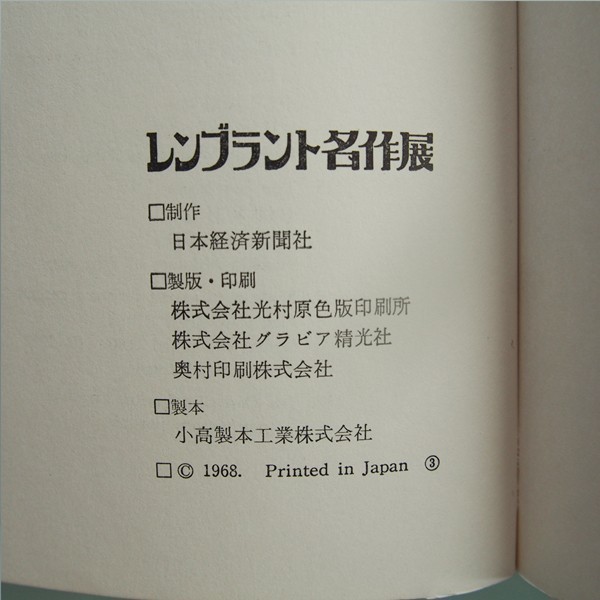 レンブラント名作展
□制作
日本経済新聞社
□製版・印刷
株式会社光村原色版印刷所
株式会社グラビア精光社
奥村印刷株式会社
□製本
小高製本工業株式会社
□© 1968. Printed in Japan ③